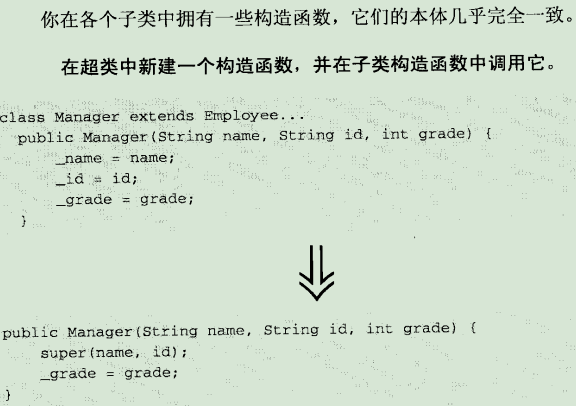 你在各个子类中拥有一些构造函数，它们的本体几乎完全一致。
在超类中新建一个构造函数，并在子类构造函数中调用它。
class Manager extends Employee...
public Manager(String name, String id, int grade) {
_name = name;
_id = id;
_grade = grade;
}
public Manager(String name, String id, int grade) {
super(name, id);
_grade = grade;
}